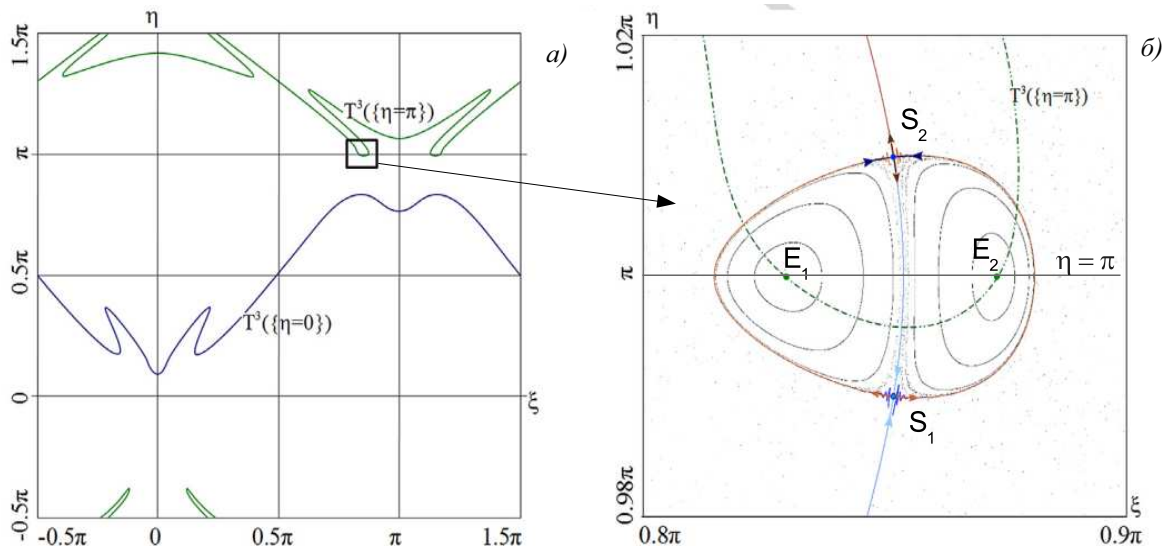 η
1.5π
а)
T³({η=π})
π
0.5π
T³({η=0})
0
ξ
-0.5π
-0.5π
0
0.5π
π
1.5π
η
1.02π
б)
T³({η=π})
S₂
E₁
E₂
π
η = π
S₁
0.98π
ξ
0.8π
0.9π